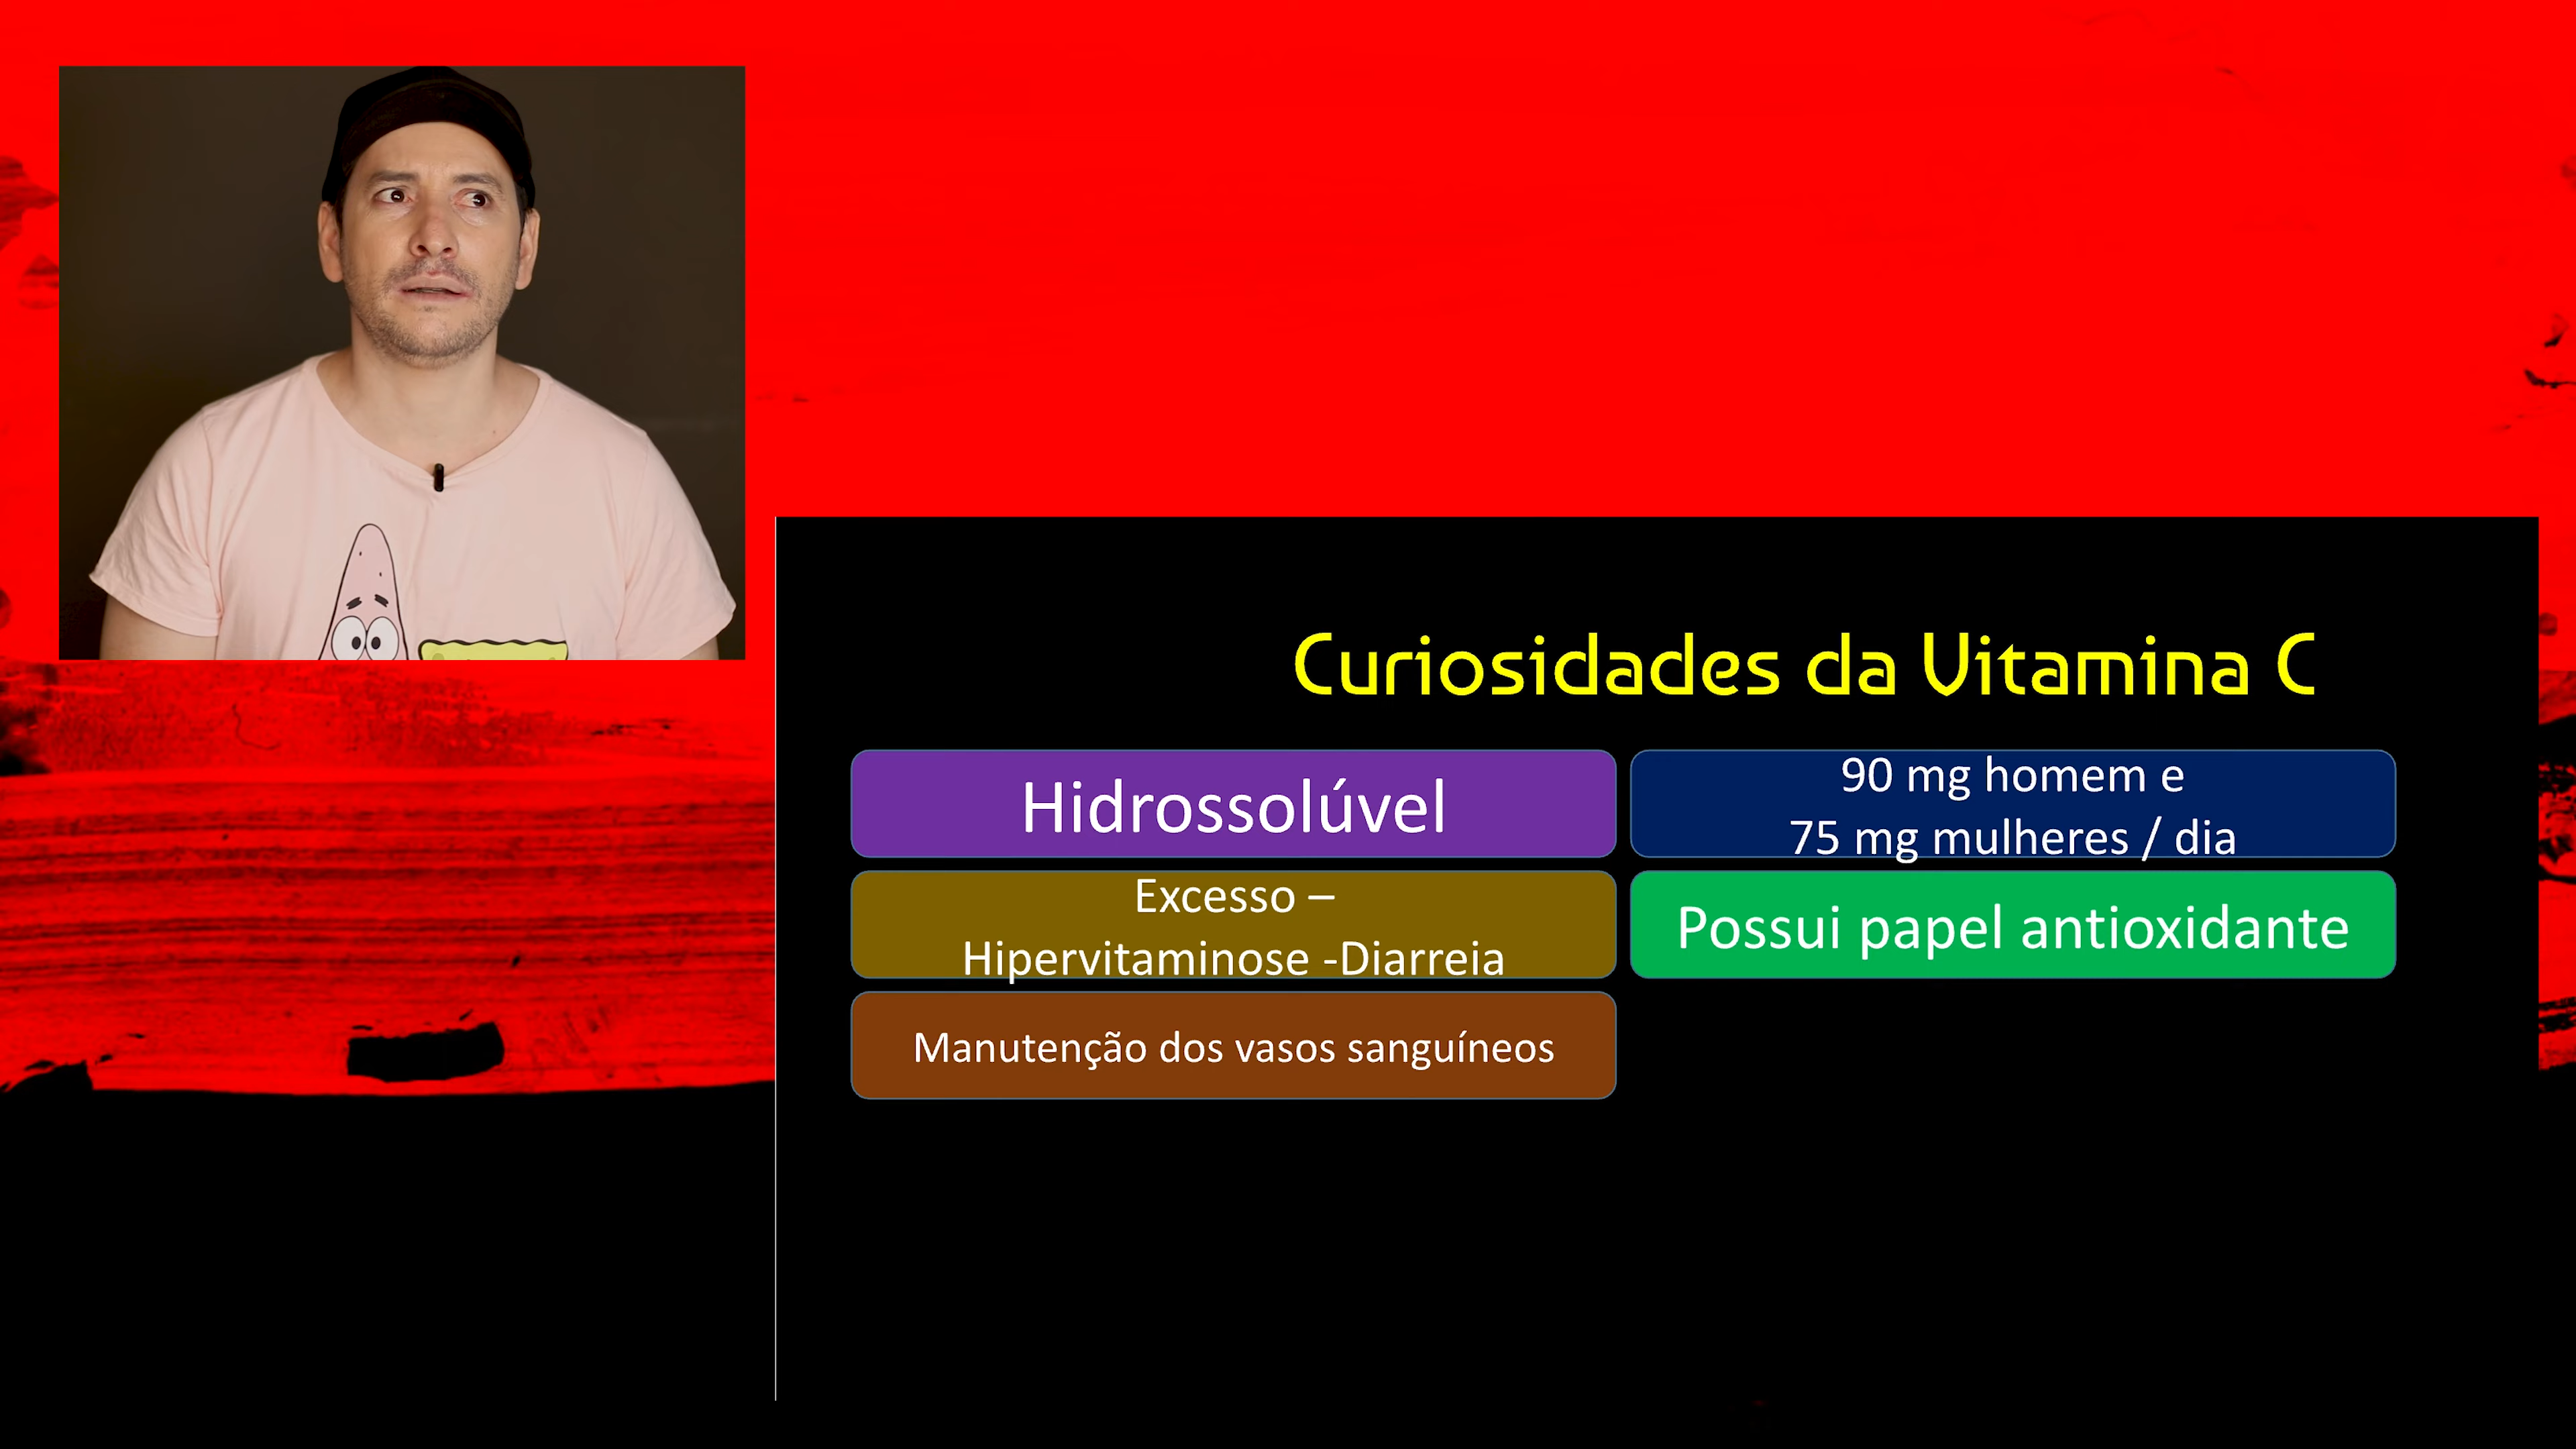 Curiosidades da Vitamina C
Hidrossolúvel
90 mg homem e
75 mg mulheres / dia
Excesso –
Hipervitaminose -Diarreia
Possui papel antioxidante
Manutenção dos vasos sanguíneos